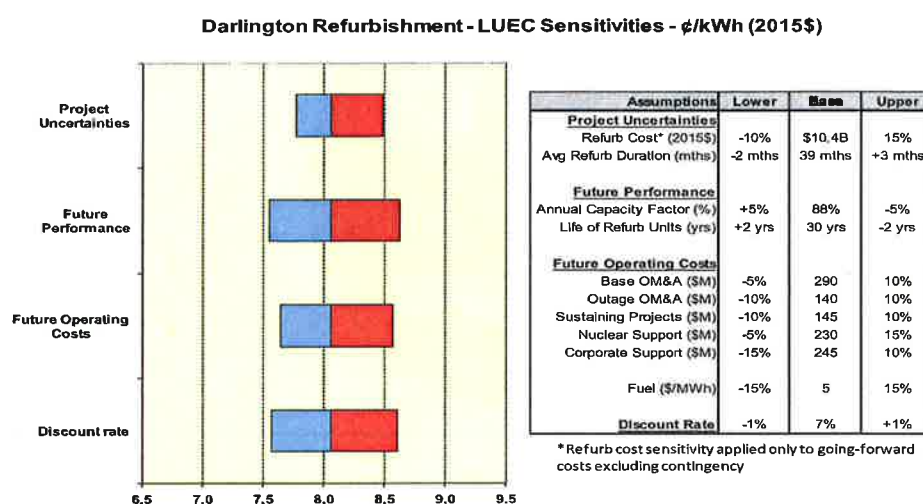 Darlington Refurbishment - LUEC Sensitivities - ¢/kWh (2015$)
Project
Uncertainties
Future
Performance
Future Operating
Costs
Discount rate
6.5 7.0 7.5 8.0 8.5 9.0 9.5
Assumptions Lower Base Upper
Project Uncertainties
Refurb Cost* (2015$) -10% $10.4B 15%
Avg Refurb Duration (mths) -2 mths 39 mths +3 mths
Future Performance
Annual Capacity Factor (%) +5% 88% -5%
Life of Refurb Units (yrs) +2 yrs 30 yrs -2 yrs
Future Operating Costs
Base OM&A ($M) -5% 290 10%
Outage OM&A ($M) -10% 140 10%
Sustaining Projects ($M) -10% 145 10%
Nuclear Support ($M) -5% 230 15%
Corporate Support ($M) -15% 245 10%
Fuel ($/MWh) -15% 5 15%
Discount Rate -1% 7% +1%
*Refurb cost sensitivity applied only to going-forward
costs excluding contingency